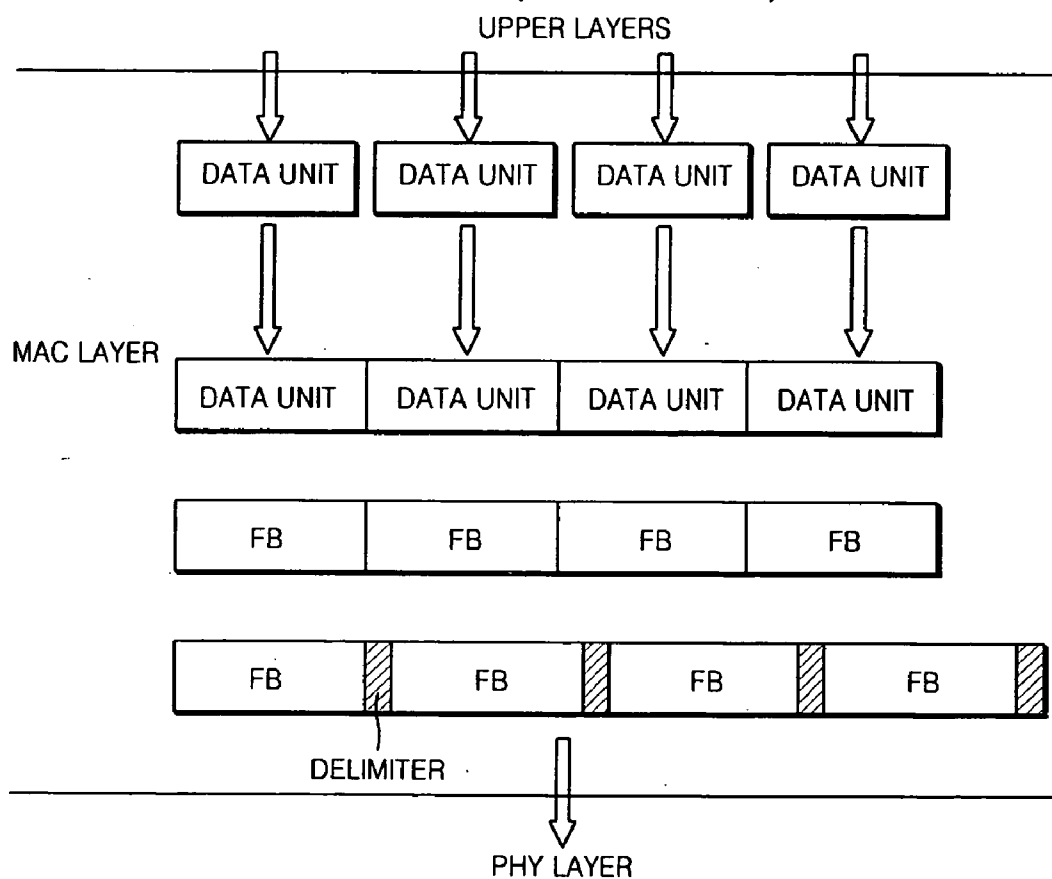 UPPER LAYERS
DATA UNIT DATA UNIT DATA UNIT DATA UNIT
MAC LAYER
DATA UNIT DATA UNIT DATA UNIT DATA UNIT
FB FB FB FB
FB FB FB FB
DELIMITER
PHY LAYER